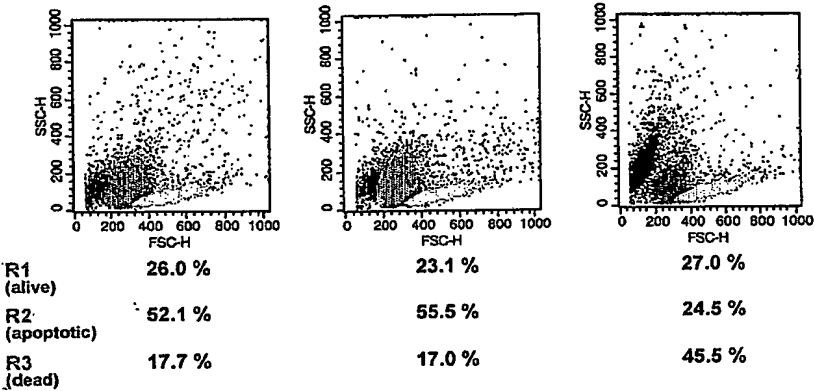 1000
800
600
400
200
0
SSC-H
0 200 400 600 800 1000
FSC-H
1000
800
600
400
200
0
SSC-H
0 200 400 600 800 1000
FSC-H
1000
800
600
400
200
0
SSC-H
0 200 400 600 800 1000
FSC-H
R1 26.0 % 23.1 % 27.0 %
(alive)
R2 52.1 % 55.5 % 24.5 %
(apoptotic)
R3 17.7 % 17.0 % 45.5 %
(dead)